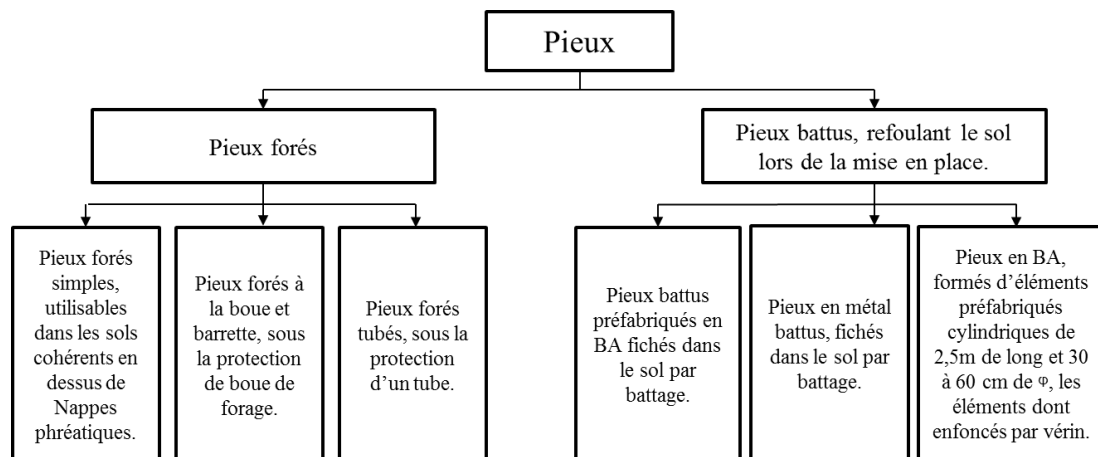 Pieux
Pieux forés
Pieux battus, refoulant le sol
lors de la mise en place.
Pieux forés
simples,
utilisables
dans les sols
cohérents en
dessus de
Nappes
phréatiques.
Pieux forés à
la boue et
barrette, sous
la protection
de boue de
forage.
Pieux forés
tubés, sous la
protection
d’un tube.
Pieux battus
préfabriqués en
BA fichés dans
le sol par
battage.
Pieux en métal
battus, fichés
dans le sol par
battage.
Pieux en BA,
formés d’éléments
préfabriqués
cylindriques de
2,5m de long et 30
à 60 cm de φ, les
éléments dont
enfoncés par vérin.